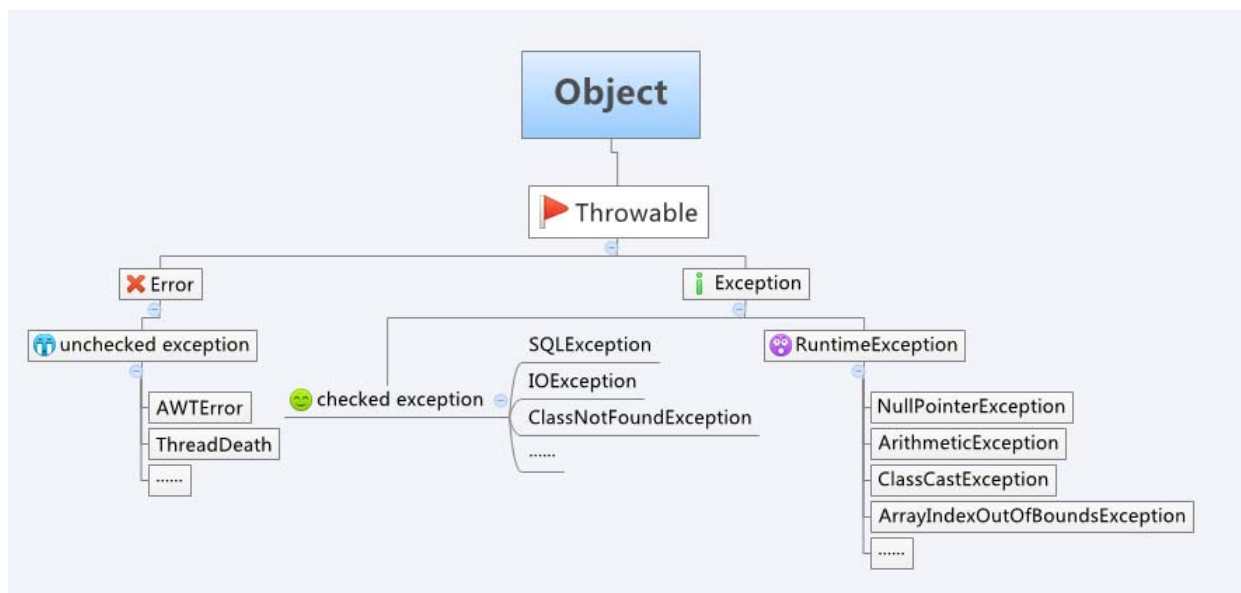 Object
Throwable
Error
Exception
unchecked exception
AWTError
ThreadDeath
......
checked exception
SQLException
IOException
ClassNotFoundException
......
RuntimeException
NullPointerException
ArithmeticException
ClassCastException
ArrayIndexOutOfBoundsException
......